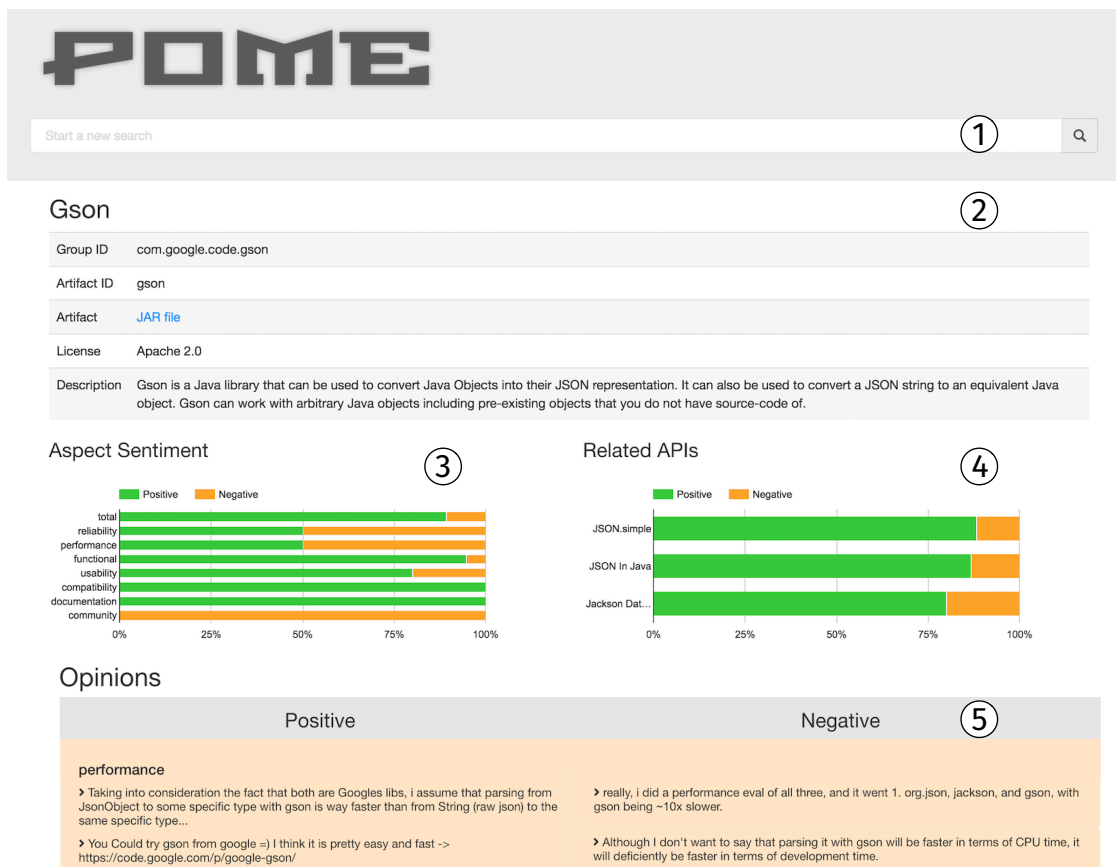 POME
Start a new search
1
Gson
2
Group ID com.google.code.gson
Artifact ID gson
Artifact JAR file
License Apache 2.0
Description Gson is a Java library that can be used to convert Java Objects into their JSON representation. It can also be used to convert a JSON string to an equivalent Java
object. Gson can work with arbitrary Java objects including pre-existing objects that you do not have source-code of.
Aspect Sentiment
3
Positive Negative
total
reliability
performance
functional
usability
compatibility
documentation
community
0% 25% 50% 75% 100%
Related APIs
4
Positive Negative
JSON.simple
JSON In Java
Jackson Dat...
0% 25% 50% 75% 100%
Opinions
Positive
Negative
5
performance
> Taking into consideration the fact that both are Googles libs, i assume that parsing from
JsonObject to some specific type with gson is way faster than from String (raw json) to the
same specific type...
> You Could try gson from google =) I think it is pretty easy and fast ->
https://code.google.com/p/google-gson/
> really, i did a performance eval of all three, and it went 1. org.json, jackson, and gson, with
gson being ~10x slower.
> Although I don't want to say that parsing it with gson will be faster in terms of CPU time, it
will deficiently be faster in terms of development time.